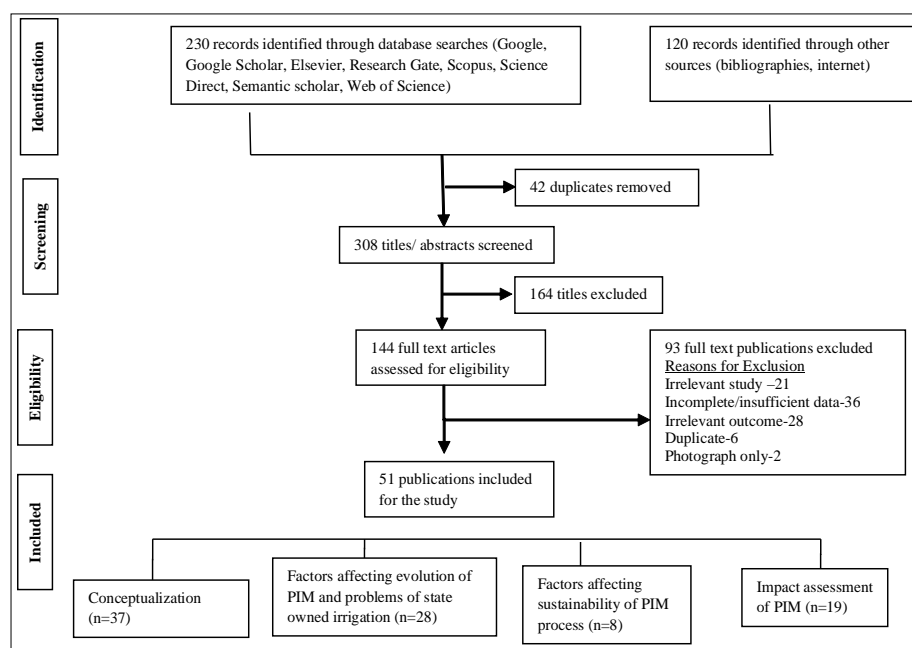 Identification
230 records identified through database searches (Google,
Google Scholar, Elsevier, Research Gate, Scopus, Science
Direct, Semantic scholar, Web of Science)
120 records identified through other
sources (bibliographies, internet)
Screening
42 duplicates removed
308 titles/ abstracts screened
164 titles excluded
Eligibility
144 full text articles
assessed for eligibility
93 full text publications excluded
Reasons for Exclusion
Irrelevant study –21
Incomplete/insufficient data-36
Irrelevant outcome-28
Duplicate-6
Photograph only-2
Included
51 publications included
for the study
Conceptualization
(n=37)
Factors affecting evolution of
PIM and problems of state
owned irrigation (n=28)
Factors affecting
sustainability of PIM
process (n=8)
Impact assessment
of PIM (n=19)